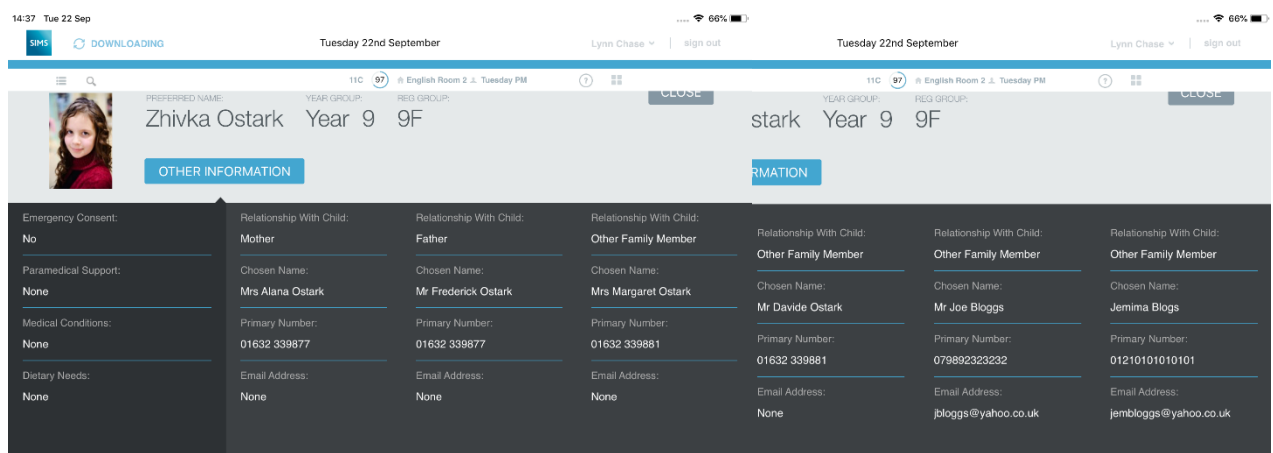 14:37 Tue 22 Sep
66%
SIMS
DOWNLOADING
Tuesday 22nd September
Lynn Chase
sign out
11C 97 English Room 2 Tuesday PM
?
PREFERRED NAME: YEAR GROUP: REG GROUP:
CLOSE
Zhivka Ostark Year 9 9F
OTHER INFORMATION
Emergency Consent:
No
Paramedical Support:
None
Medical Conditions:
None
Dietary Needs:
None
Relationship With Child:
Mother
Chosen Name:
Mrs Alana Ostark
Primary Number:
01632 339877
Email Address:
None
Relationship With Child:
Father
Chosen Name:
Mr Frederick Ostark
Primary Number:
01632 339877
Email Address:
None
Relationship With Child:
Other Family Member
Chosen Name:
Mrs Margaret Ostark
Primary Number:
01632 339881
Email Address:
None
66%
Tuesday 22nd September
Lynn Chase
sign out
11C 97 English Room 2 Tuesday PM
?
YEAR GROUP: REG GROUP:
CLOSE
stark Year 9 9F
RMATION
Relationship With Child:
Other Family Member
Chosen Name:
Mr Davide Ostark
Primary Number:
01632 339881
Email Address:
None
Relationship With Child:
Other Family Member
Chosen Name:
Mr Joe Bloggs
Primary Number:
079892323232
Email Address:
jbloggs@yahoo.co.uk
Relationship With Child:
Other Family Member
Chosen Name:
Jemima Blogs
Primary Number:
01210101010101
Email Address:
jembloggs@yahoo.co.uk